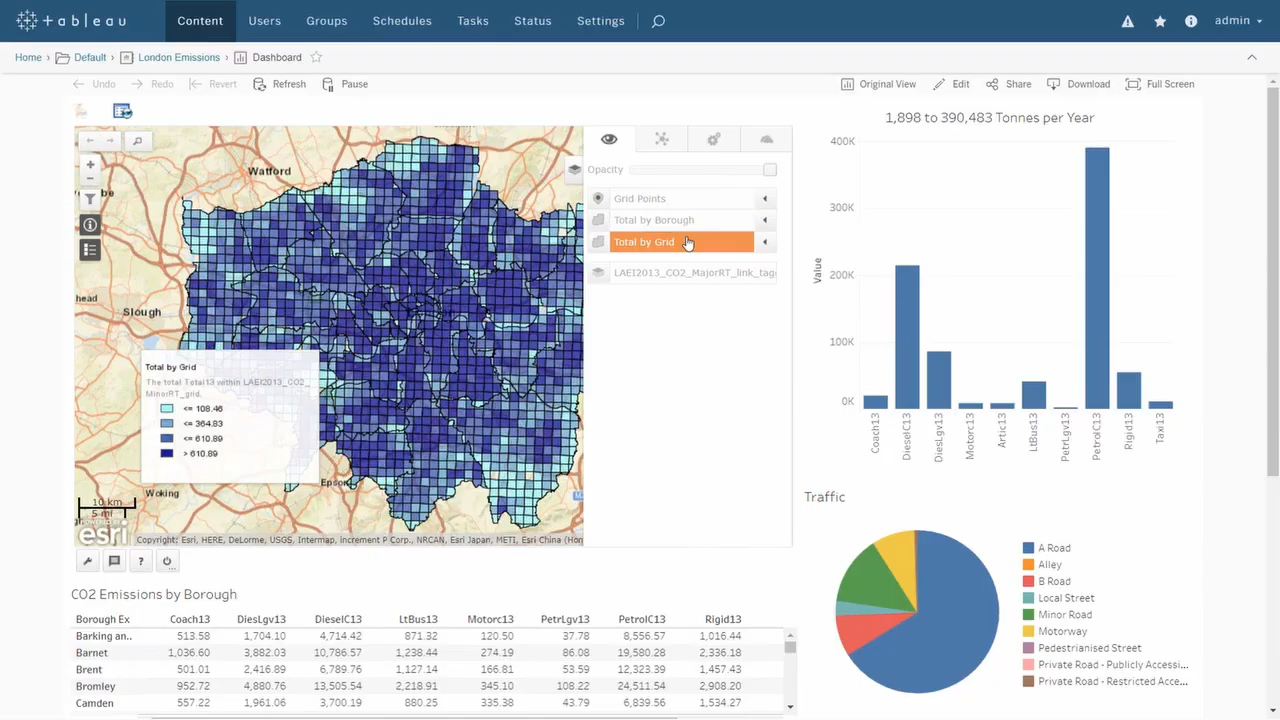 + a b l e a u
Content Users Groups Schedules Tasks Status Settings admin
Home › Default › London Emissions › Dashboard
Undo Redo Revert Refresh Pause Original View Edit Share Download Full Screen
1,898 to 390,483 Tonnes per Year
Watford
Slough
head
Woking
Epsom
10 km
5 mi
POWERED BY
esri
Copyright: Esri, HERE, DeLorme, USGS, Intermap, increment P Corp., NRCAN, Esri Japan, METI, Esri China (Hon
Total by Grid
The total Total13 within LAEI2013_CO2_
MinorRT_grid.
<= 108.46
<= 364.83
<= 610.89
> 610.89
Opacity
Grid Points
Total by Borough
Total by Grid
LAEI2013_CO2_MajorRT_link_tagg
400K
300K
200K
100K
0K
Value
Coach13
DieselC13
DiesLgv13
Motorc13
Artic13
LtBus13
PetrLgv13
PetrolC13
Rigid13
Taxi13
Traffic
A Road
Alley
B Road
Local Street
Minor Road
Motorway
Pedestrianised Street
Private Road - Publicly Accessi...
Private Road - Restricted Acce...
CO2 Emissions by Borough
Borough Ex Coach13 DiesLgv13 DieselC13 LtBus13 Motorc13 PetrLgv13 PetrolC13 Rigid13
Barking an.. 513.58 1,704.10 4,714.42 871.32 120.50 37.78 8,556.57 1,016.44
Barnet 1,036.60 3,882.03 10,786.57 1,238.44 274.19 86.08 19,580.28 2,336.18
Brent 501.01 2,416.89 6,789.76 1,127.14 166.81 53.59 12,323.39 1,457.43
Bromley 952.72 4,880.76 13,505.54 2,218.91 345.10 108.22 24,511.54 2,908.20
Camden 557.22 1,961.06 3,700.19 880.25 335.38 43.79 6,839.56 1,534.27